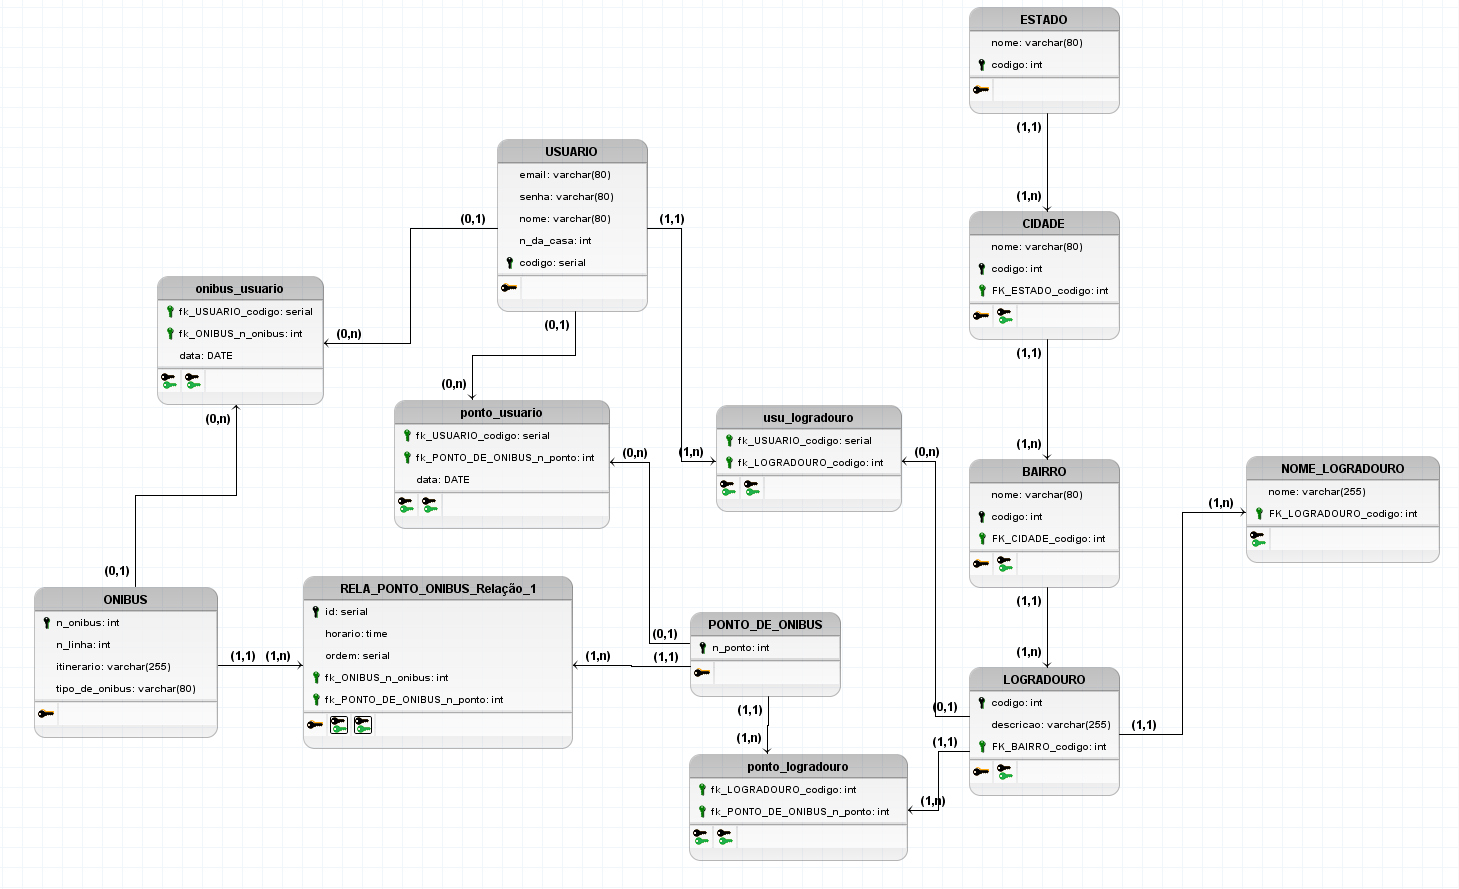 ESTADO
nome: varchar(80)
codigo: int
(1,1)
(1,n)
USUARIO
email: varchar(80)
senha: varchar(80)
nome: varchar(80)
n_da_casa: int
codigo: serial
(0,1)
(1,1)
(0,1)
CIDADE
nome: varchar(80)
codigo: int
FK_ESTADO_codigo: int
(1,1)
(1,n)
onibus_usuario
fk_USUARIO_codigo: serial
fk_ONIBUS_n_onibus: int
data: DATE
(0,n)
(0,n)
(0,n)
ponto_usuario
fk_USUARIO_codigo: serial
fk_PONTO_DE_ONIBUS_n_ponto: int
data: DATE
(0,n)
(1,n)
usu_logradouro
fk_USUARIO_codigo: serial
fk_LOGRADOURO_codigo: int
(0,n)
BAIRRO
nome: varchar(80)
codigo: int
FK_CIDADE_codigo: int
(1,1)
(1,n)
NOME_LOGRADOURO
nome: varchar(255)
FK_LOGRADOURO_codigo: int
(1,n)
(0,1)
ONIBUS
n_onibus: int
n_linha: int
itinerario: varchar(255)
tipo_de_onibus: varchar(80)
(1,1)
(1,n)
RELA_PONTO_ONIBUS_Relação_1
id: serial
horario: time
ordem: serial
fk_ONIBUS_n_onibus: int
fk_PONTO_DE_ONIBUS_n_ponto: int
(1,n)
(0,1)
(1,1)
PONTO_DE_ONIBUS
n_ponto: int
(1,1)
(1,n)
LOGRADOURO
codigo: int
descricao: varchar(255)
FK_BAIRRO_codigo: int
(0,1)
(1,1)
(1,1)
ponto_logradouro
fk_LOGRADOURO_codigo: int
fk_PONTO_DE_ONIBUS_n_ponto: int
(1,n)